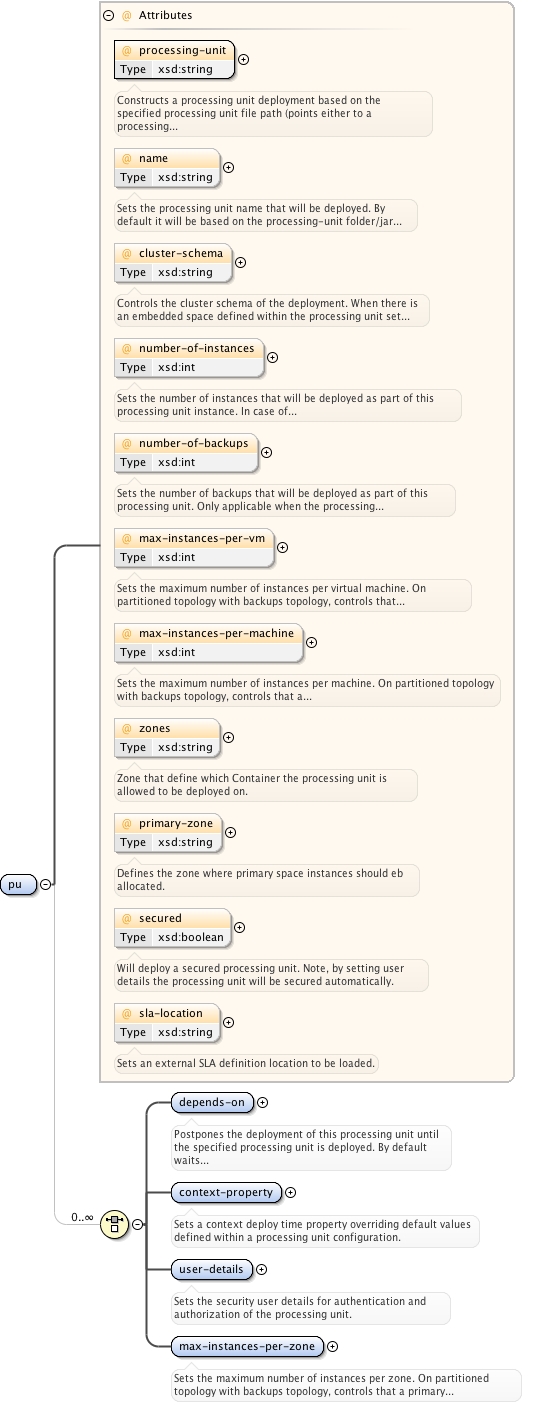 @ Attributes
@ processing-unit
Type xsd:string
Constructs a processing unit deployment based on the
specified processing unit file path (points either to a
processing...
@ name
Type xsd:string
Sets the processing unit name that will be deployed. By
default it will be based on the processing-unit folder/jar...
@ cluster-schema
Type xsd:string
Controls the cluster schema of the deployment. When there is
an embedded space defined within the processing unit set...
@ number-of-instances
Type xsd:int
Sets the number of instances that will be deployed as part of this
processing unit instance. In case of...
@ number-of-backups
Type xsd:int
Sets the number of backups that will be deployed as part of this
processing unit. Only applicable when the processing...
@ max-instances-per-vm
Type xsd:int
Sets the maximum number of instances per virtual machine. On
partitioned topology with backups topology, controls that...
@ max-instances-per-machine
Type xsd:int
Sets the maximum number of instances per machine. On partitioned topology
with backups topology, controls that a...
@ zones
Type xsd:string
Zone that define which Container the processing unit is
allowed to be deployed on.
@ primary-zone
Type xsd:string
Defines the zone where primary space instances should eb
allocated.
pu
@ secured
Type xsd:boolean
Will deploy a secured processing unit. Note, by setting user
details the processing unit will be secured automatically.
@ sla-location
Type xsd:string
Sets an external SLA definition location to be loaded.
depends-on
Postpones the deployment of this processing unit until
the specified processing unit is deployed. By default
waits...
context-property
0..∞
Sets a context deploy time property overriding default values
defined within a processing unit configuration.
user-details
Sets the security user details for authentication and
authorization of the processing unit.
max-instances-per-zone
Sets the maximum number of instances per zone. On partitioned
topology with backups topology, controls that a primary...